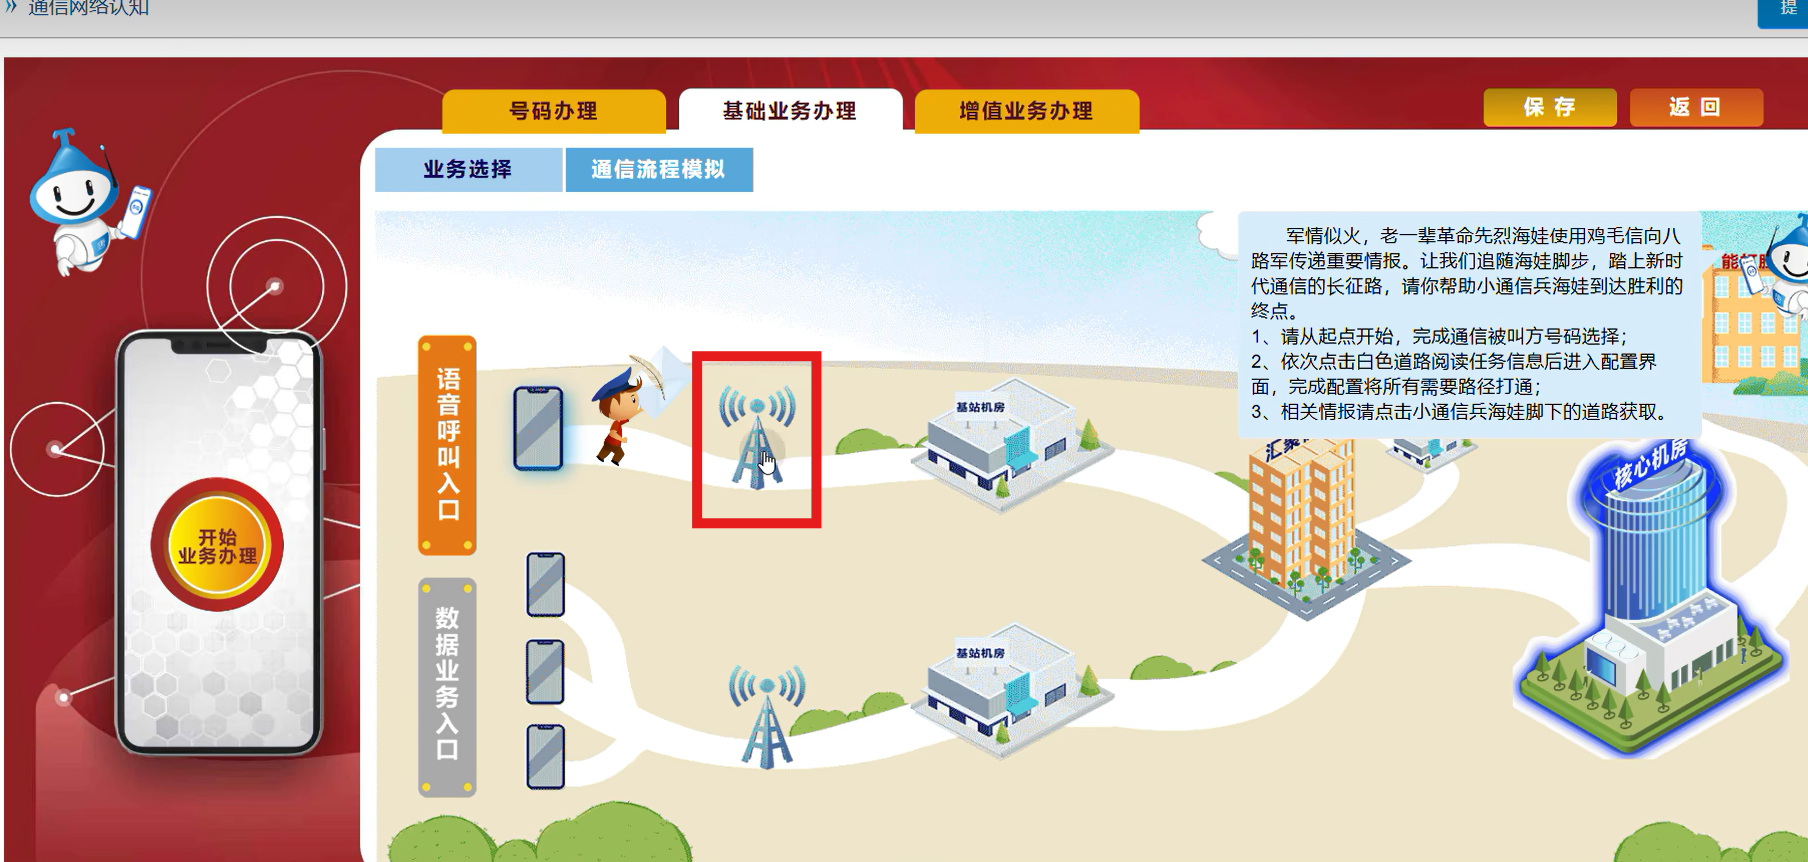 通信网络认知
提
号码办理
基础业务办理
增值业务办理
保存
返回
业务选择
通信流程模拟
军情似火，老一辈革命先烈海娃使用鸡毛信向八
路军传递重要情报。让我们追随海娃脚步，踏上新时
代通信的长征路，请你帮助小通信兵海娃到达胜利的
终点。
1、请从起点开始，完成通信被叫方号码选择；
2、依次点击白色道路阅读任务信息后进入配置界
面，完成配置将所有需要路径打通；
3、相关情报请点击小通信兵海娃脚下的道路获取。
语音呼叫入口
基站机房
汇聚
核心机房
开始
业务办理
数据业务入口
基站机房